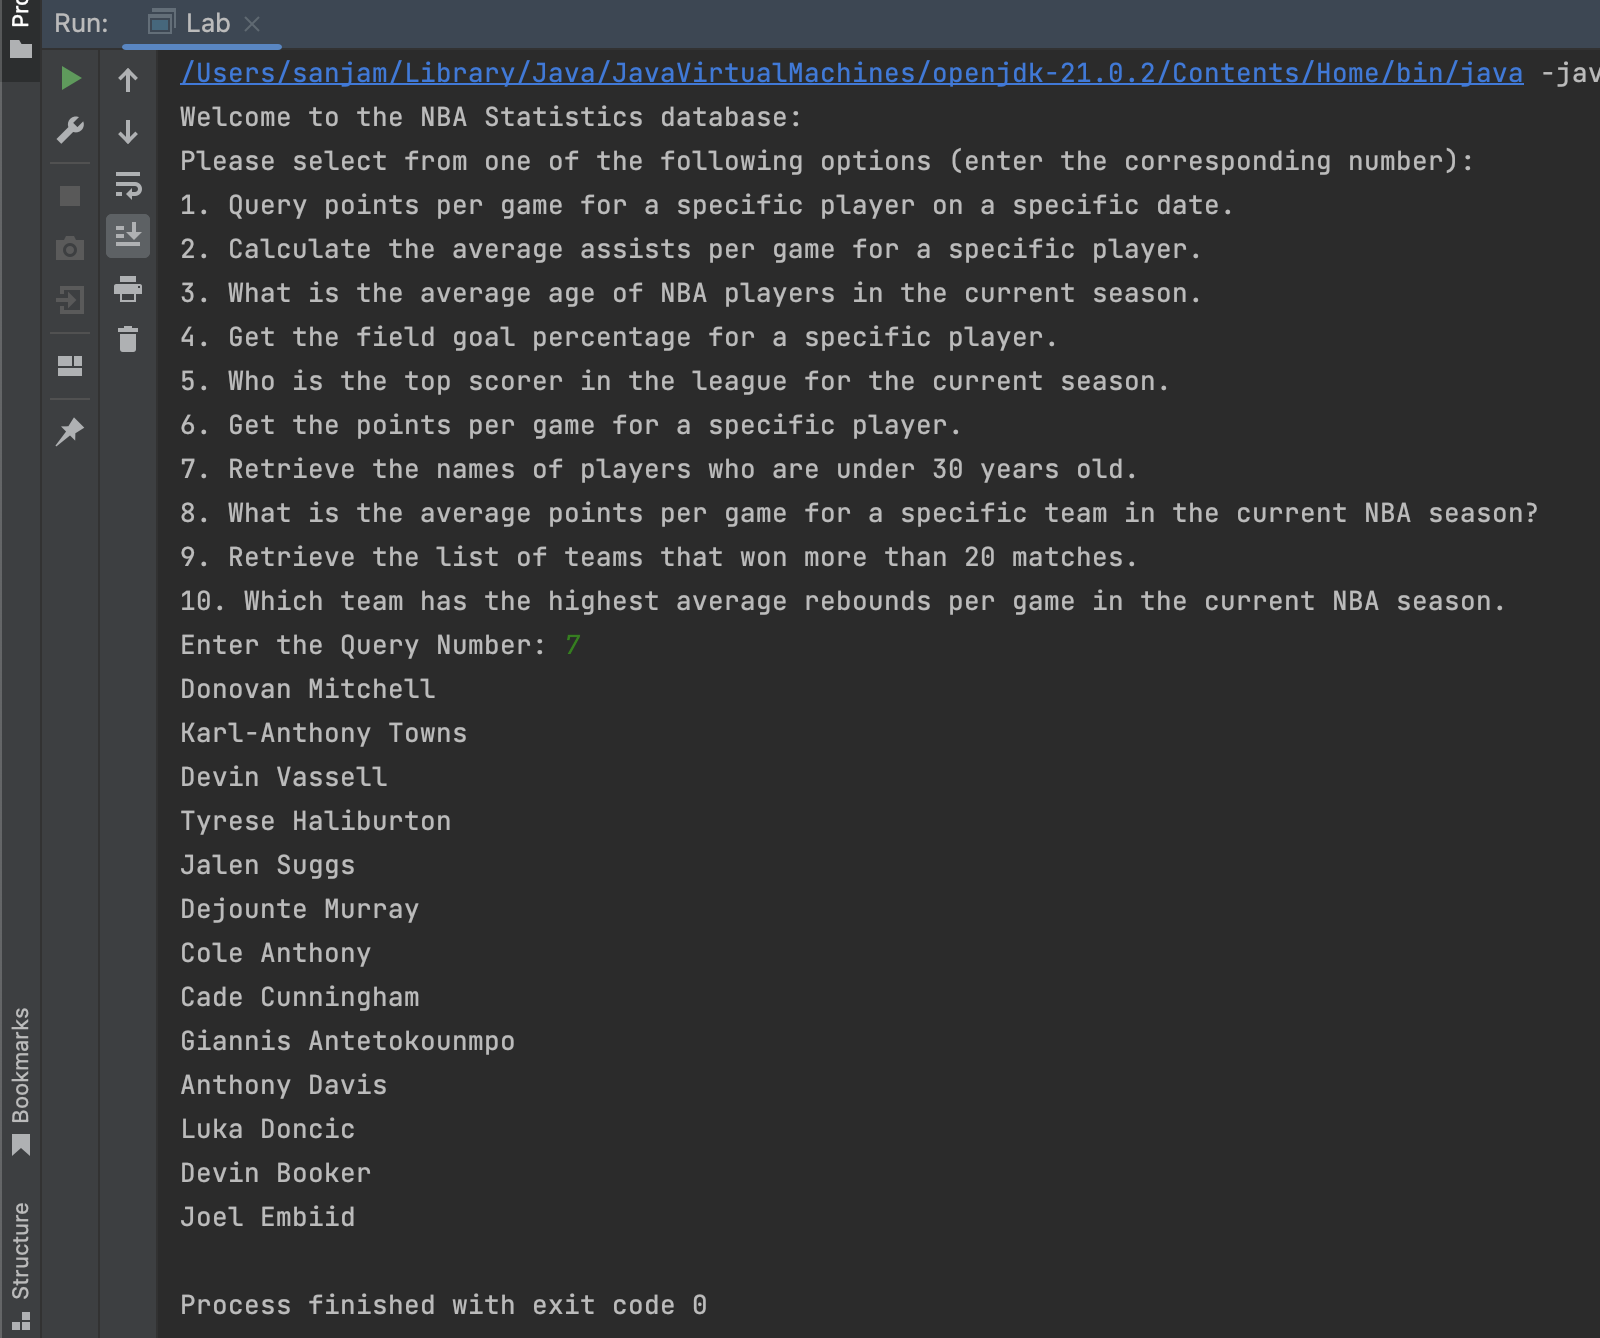 Run: Lab
/Users/sanjam/Library/Java/JavaVirtualMachines/openjdk-21.0.2/Contents/Home/bin/java -jav
Welcome to the NBA Statistics database:
Please select from one of the following options (enter the corresponding number):
1. Query points per game for a specific player on a specific date.
2. Calculate the average assists per game for a specific player.
3. What is the average age of NBA players in the current season.
4. Get the field goal percentage for a specific player.
5. Who is the top scorer in the league for the current season.
6. Get the points per game for a specific player.
7. Retrieve the names of players who are under 30 years old.
8. What is the average points per game for a specific team in the current NBA season?
9. Retrieve the list of teams that won more than 20 matches.
10. Which team has the highest average rebounds per game in the current NBA season.
Enter the Query Number: 7
Donovan Mitchell
Karl-Anthony Towns
Devin Vassell
Tyrese Haliburton
Jalen Suggs
Dejounte Murray
Cole Anthony
Cade Cunningham
Giannis Antetokounmpo
Anthony Davis
Luka Doncic
Devin Booker
Joel Embiid
Process finished with exit code 0
Bookmarks
Structure